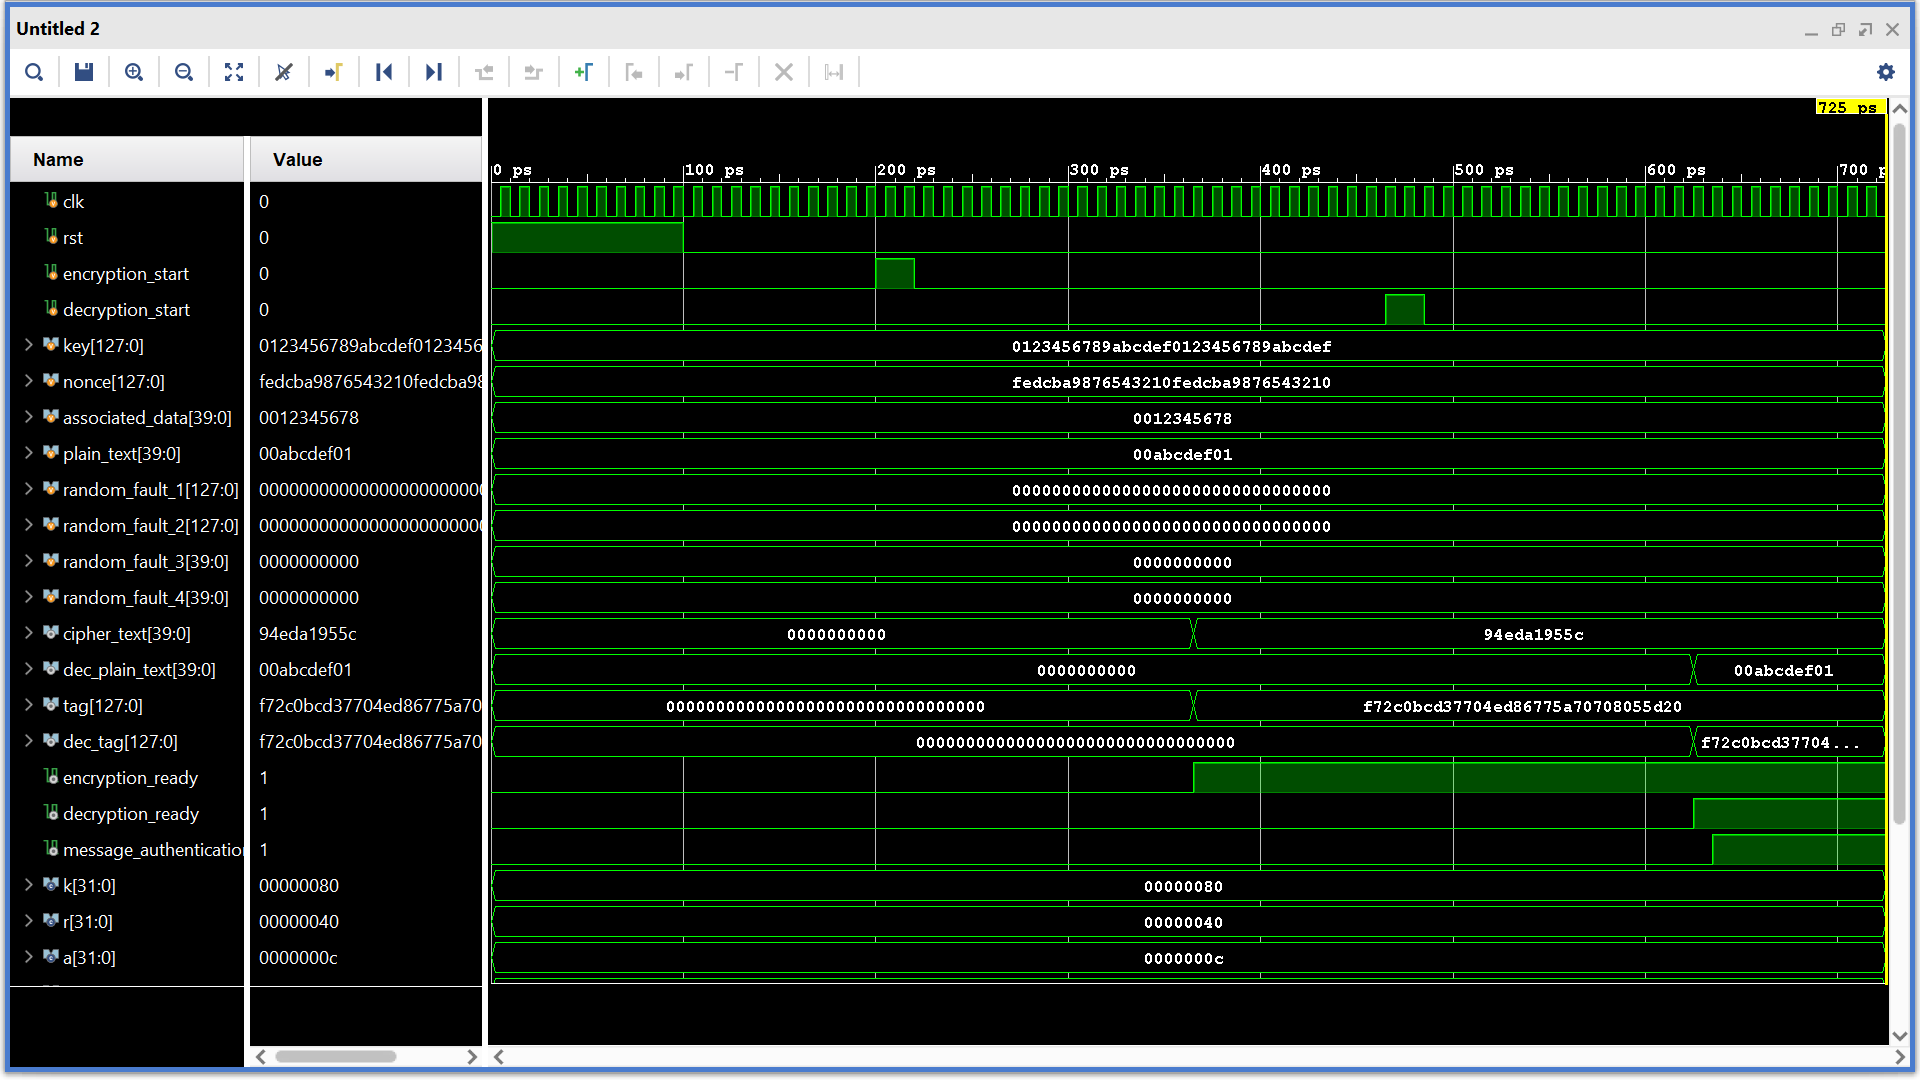 Untitled 2
725 ps
Name Value
0 ps 100 ps 200 ps 300 ps 400 ps 500 ps 600 ps 700 p
clk 0
rst 0
encryption_start 0
decryption_start 0
key[127:0] 0123456789abcdef0123456 0123456789abcdef0123456789abcdef
nonce[127:0] fedcba9876543210fedcba98 fedcba9876543210fedcba9876543210
associated_data[39:0] 0012345678 0012345678
plain_text[39:0] 00abcdef01 00abcdef01
random_fault_1[127:0] 00000000000000000000000 00000000000000000000000000000000
random_fault_2[127:0] 00000000000000000000000 00000000000000000000000000000000
random_fault_3[39:0] 0000000000 0000000000
random_fault_4[39:0] 0000000000 0000000000
cipher_text[39:0] 94eda1955c 0000000000 94eda1955c
dec_plain_text[39:0] 00abcdef01 0000000000 00abcdef01
tag[127:0] f72c0bcd37704ed86775a70 00000000000000000000000000000000 f72c0bcd37704ed86775a70708055d20
dec_tag[127:0] f72c0bcd37704ed86775a70 00000000000000000000000000000000 f72c0bcd37704...
encryption_ready 1
decryption_ready 1
message_authenticatio 1
k[31:0] 00000080 00000080
r[31:0] 00000040 00000040
a[31:0] 0000000c 0000000c